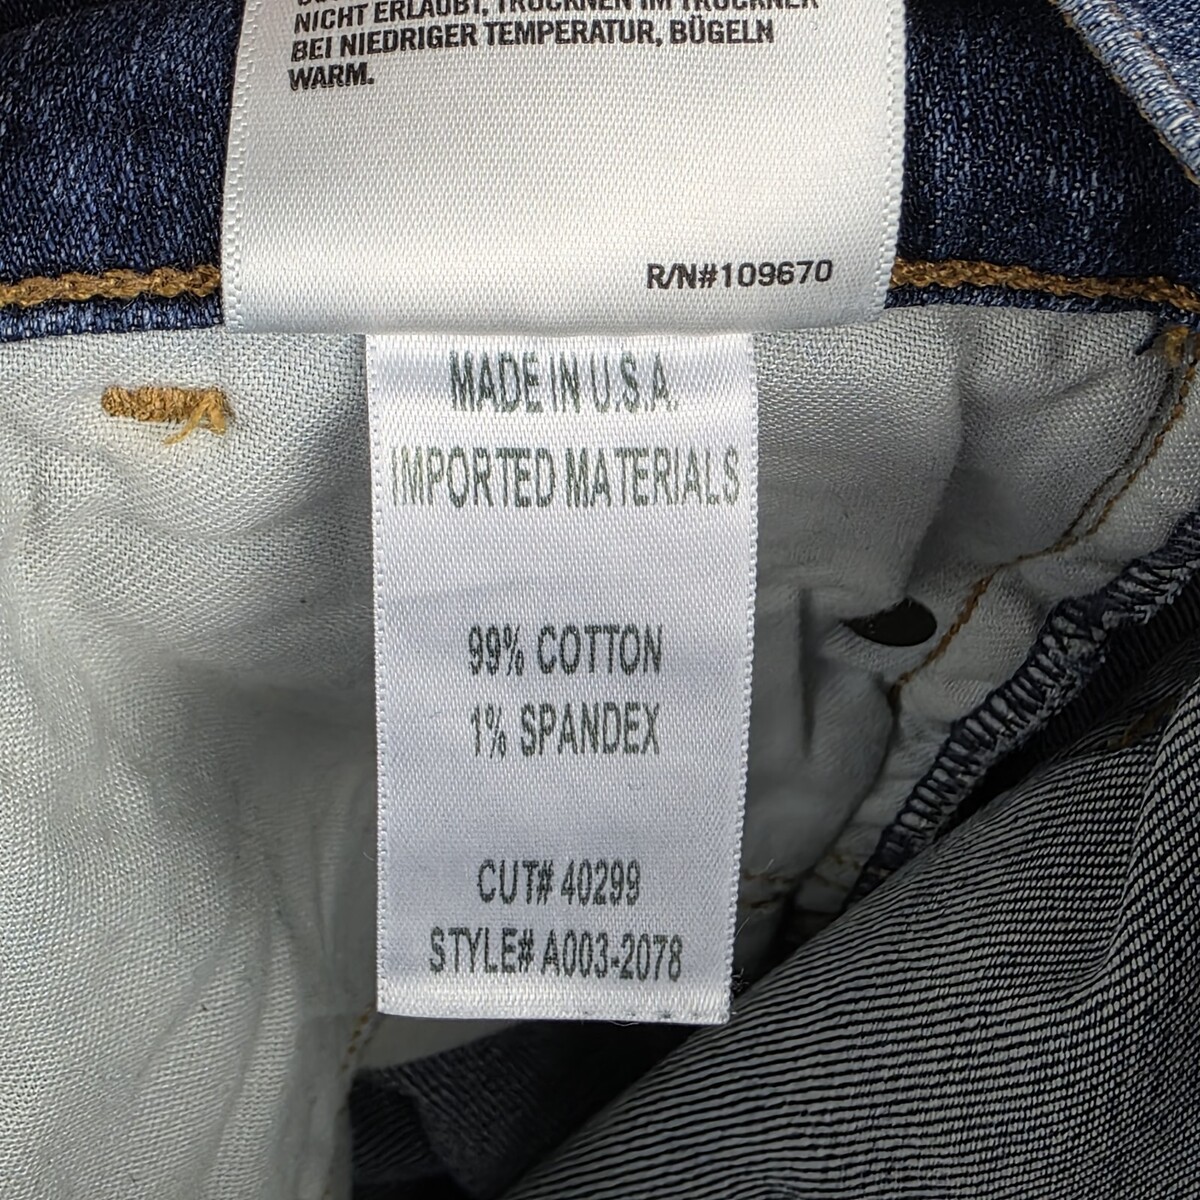 NICHT ERLAUBT, TROCKNEN IM TROCKNER
BEI NIEDRIGER TEMPERATUR, BÜGELN
WARM.
R/N#109670
MADE IN U.S.A.
IMPORTED MATERIALS
99% COTTON
1% SPANDEX
CUT# 40299
STYLE# A003-2078